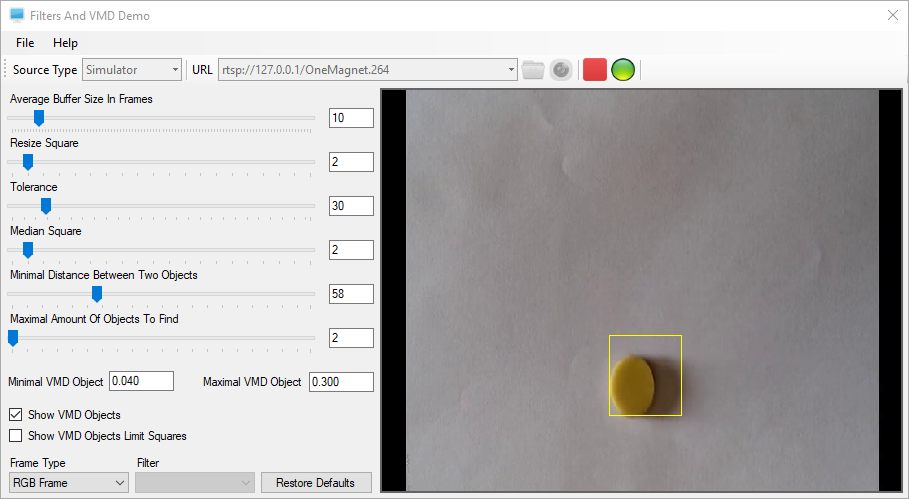 Filters And VMD Demo
File Help
Source Type Simulator URL rtsp://127.0.0.1/OneMagnet.264
Average Buffer Size In Frames
10
Resize Square
2
Tolerance
30
Median Square
2
Minimal Distance Between Two Objects
58
Maximal Amount Of Objects To Find
2
Minimal VMD Object 0.040 Maximal VMD Object 0.300
Show VMD Objects
Show VMD Objects Limit Squares
Frame Type Filter
RGB Frame Restore Defaults